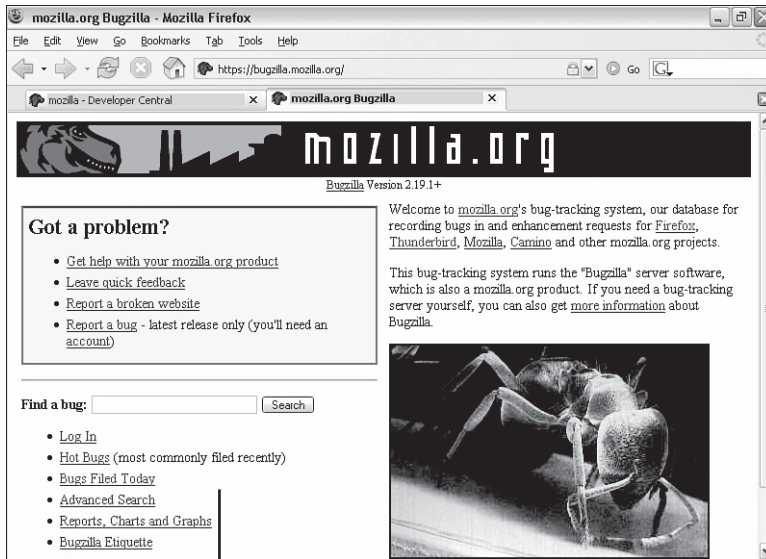 mozilla.org Bugzilla - Mozilla Firefox
File Edit View Go Bookmarks Tab Tools Help
https://bugzilla.mozilla.org/
Go
G
mozilla - Developer Central
mozilla.org Bugzilla
mozilla.org
Bugzilla Version 2.19.1+
Got a problem?
Get help with your mozilla.org product
Leave quick feedback
Report a broken website
Report a bug - latest release only (you'll need an
account)
Find a bug:
Search
Log In
Hot Bugs (most commonly filed recently)
Bugs Filed Today
Advanced Search
Reports, Charts and Graphs
Bugzilla Etiquette
Welcome to mozilla.org's bug-tracking system, our database for
recording bugs in and enhancement requests for Firefox,
Thunderbird, Mozilla, Camino and other mozilla.org projects.
This bug-tracking system runs the "Bugzilla" server software,
which is also a mozilla.org product. If you need a bug-tracking
server yourself, you can also get more information about
Bugzilla.